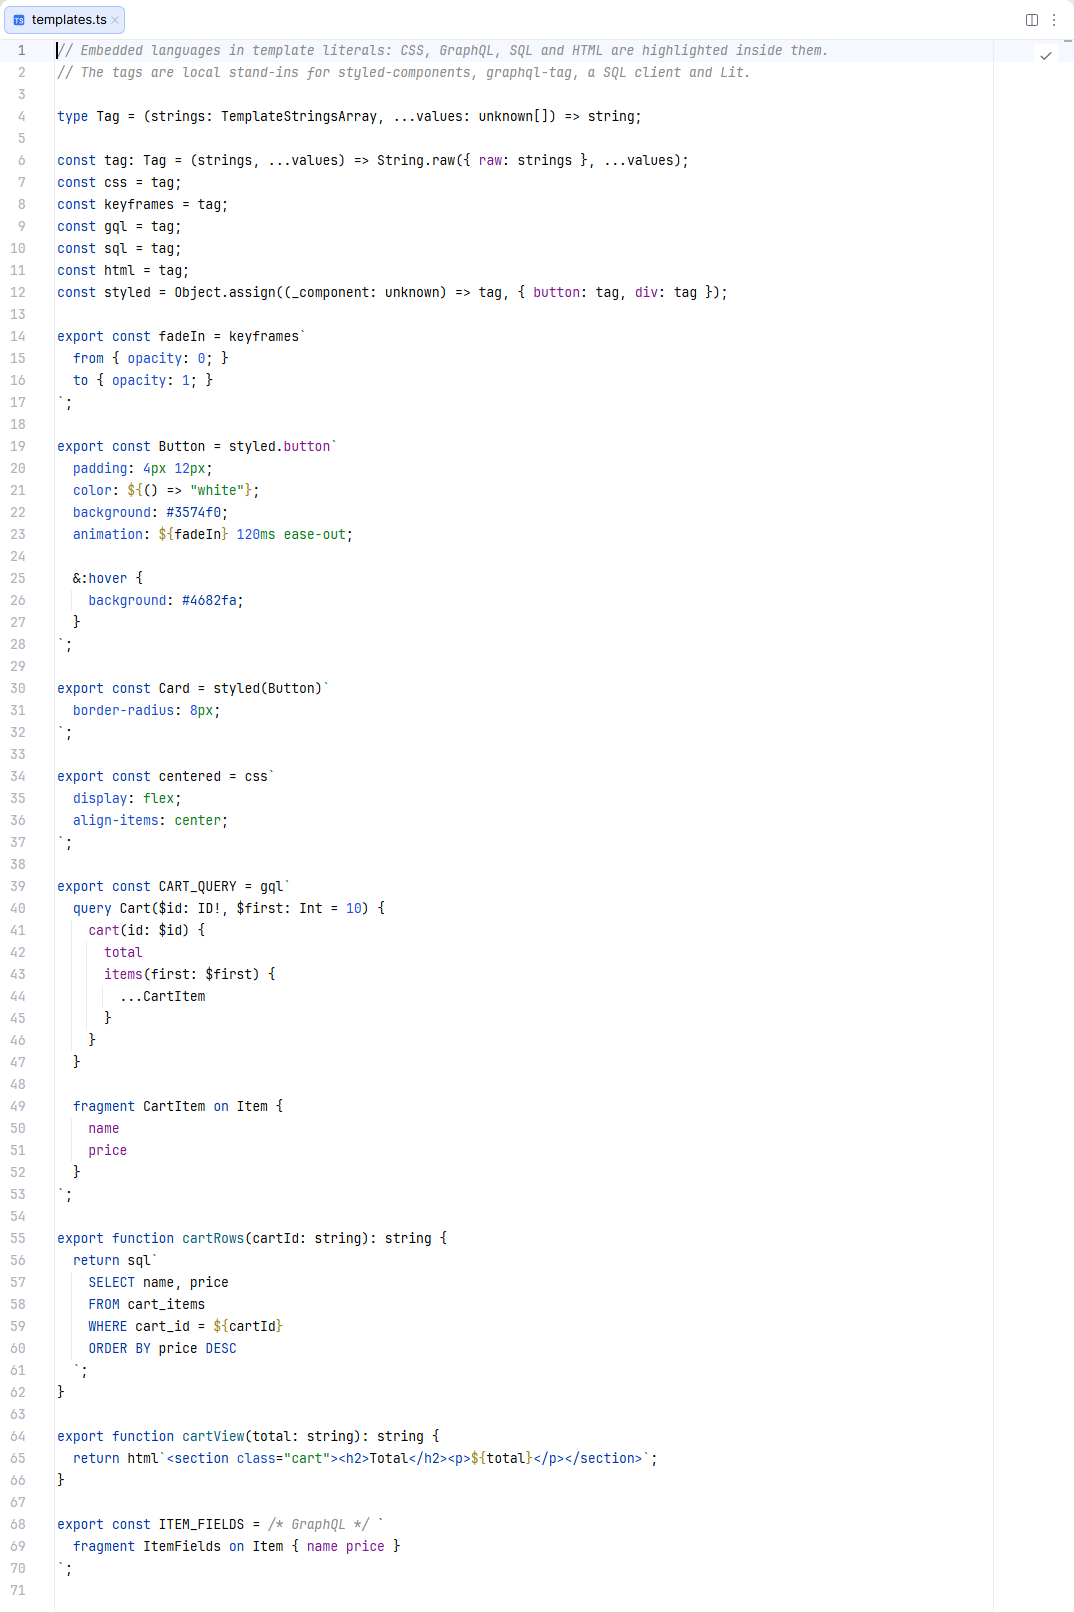 templates.ts
1 // Embedded languages in template literals: CSS, GraphQL, SQL and HTML are highlighted inside them.
2 // The tags are local stand-ins for styled-components, graphql-tag, a SQL client and Lit.
3
4 type Tag = (strings: TemplateStringsArray, ...values: unknown[]) => string;
5
6 const tag: Tag = (strings, ...values) => String.raw({ raw: strings }, ...values);
7 const css = tag;
8 const keyframes = tag;
9 const gql = tag;
10 const sql = tag;
11 const html = tag;
12 const styled = Object.assign((_component: unknown) => tag, { button: tag, div: tag });
13
14 export const fadeIn = keyframes`
15   from { opacity: 0; }
16   to { opacity: 1; }
17 `;
18
19 export const Button = styled.button`
20   padding: 4px 12px;
21   color: ${() => "white"};
22   background: #3574f0;
23   animation: ${fadeIn} 120ms ease-out;
24
25   &:hover {
26     background: #4682fa;
27   }
28 `;
29
30 export const Card = styled(Button)`
31   border-radius: 8px;
32 `;
33
34 export const centered = css`
35   display: flex;
36   align-items: center;
37 `;
38
39 export const CART_QUERY = gql`
40   query Cart($id: ID!, $first: Int = 10) {
41     cart(id: $id) {
42       total
43       items(first: $first) {
44         ...CartItem
45       }
46     }
47   }
48
49   fragment CartItem on Item {
50     name
51     price
52   }
53 `;
54
55 export function cartRows(cartId: string): string {
56   return sql`
57     SELECT name, price
58     FROM cart_items
59     WHERE cart_id = ${cartId}
60     ORDER BY price DESC
61   `;
62 }
63
64 export function cartView(total: string): string {
65   return html`<section class="cart"><h2>Total</h2><p>${total}</p></section>`;
66 }
67
68 export const ITEM_FIELDS = /* GraphQL */ `
69   fragment ItemFields on Item { name price }
70 `;
71